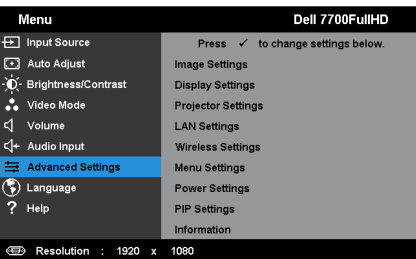 Menu Dell 7700FullHD
Input Source
Auto Adjust
Brightness/Contrast
Video Mode
Volume
Audio Input
Advanced Settings
Language
? Help
Press ✓ to change settings below.
Image Settings
Display Settings
Projector Settings
LAN Settings
Wireless Settings
Menu Settings
Power Settings
PIP Settings
Information
Resolution : 1920 x 1080